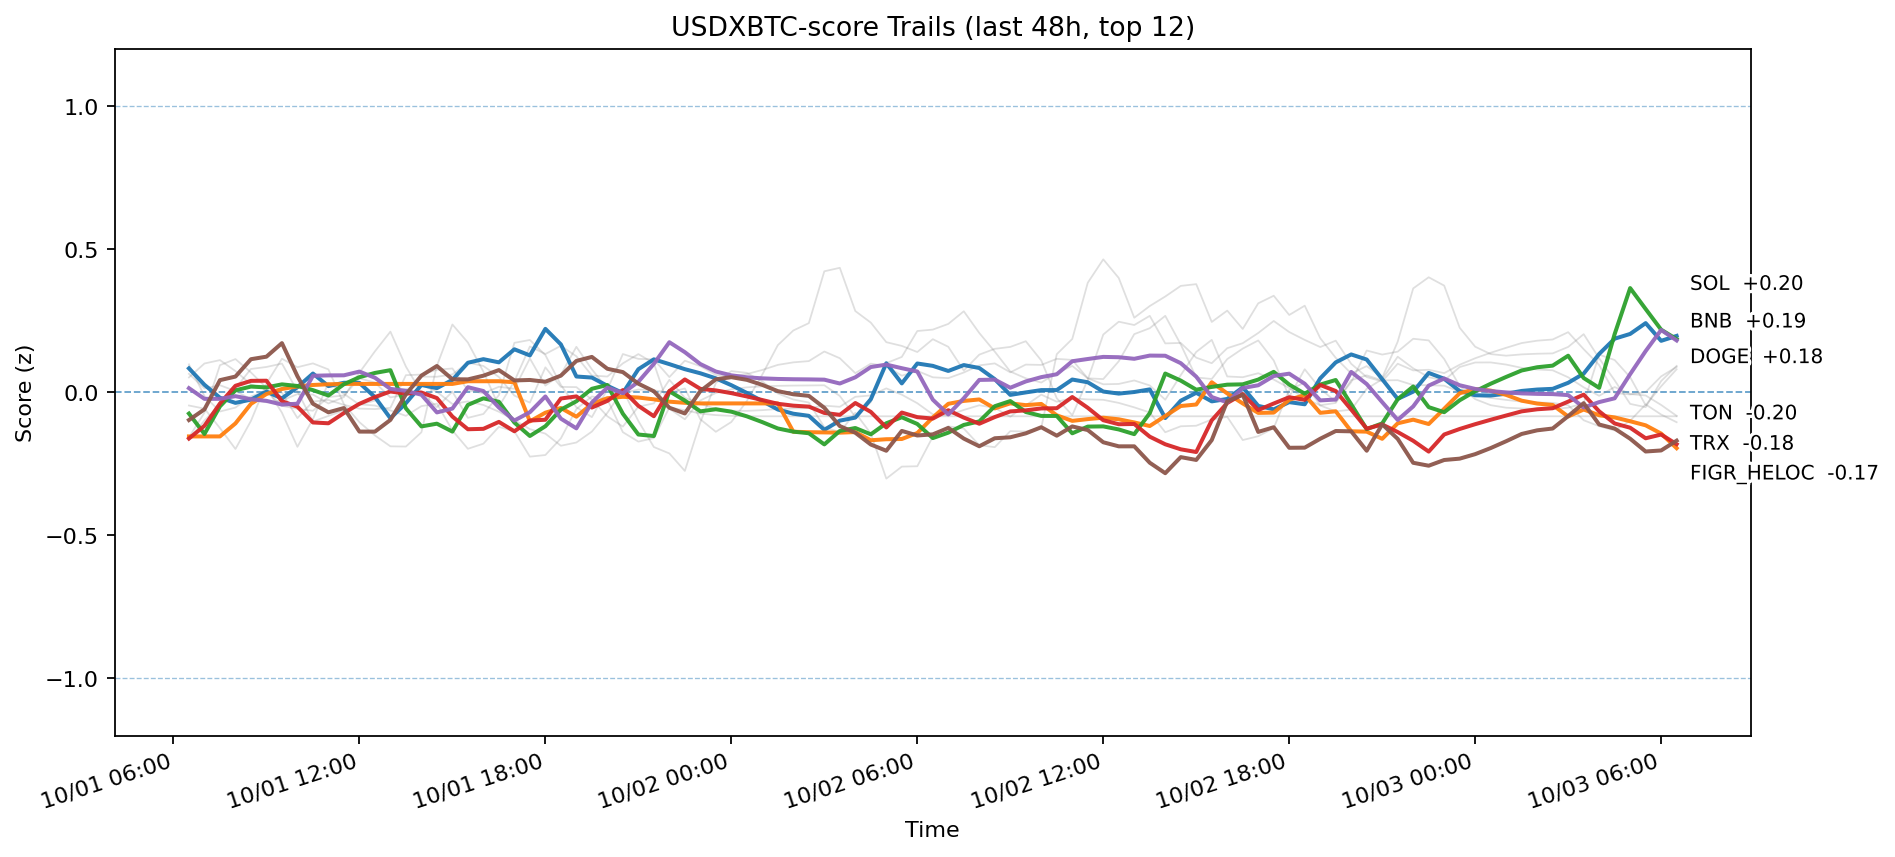 USDXBTC-score Trails (last 48h, top 12)
Score (z)
1.0
0.5
0.0
−0.5
−1.0
SOL +0.20
BNB +0.19
DOGE +0.18
TON -0.20
TRX -0.18
FIGR_HELOC -0.17
10/01 06:00
10/01 12:00
10/01 18:00
10/02 00:00
10/02 06:00
10/02 12:00
10/02 18:00
10/03 00:00
10/03 06:00
Time